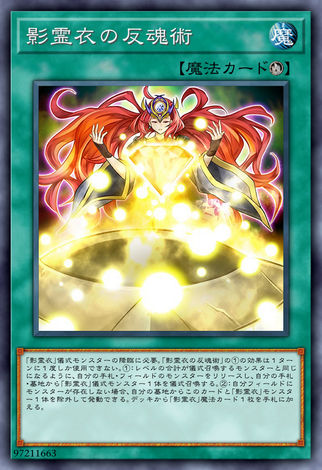 影霊衣の反魂術
魔
【魔法カード】
「影霊衣」儀式モンスターの降臨に必要。「影霊衣の反魂術」の①の効果は1ター
ンに1度しか使用できない。①:レベルの合計が儀式召喚するモンスターと同じ
になるように、自分の手札・フィールドのモンスターをリリースし、自分の手札
・墓地から「影霊衣」儀式モンスター1体を儀式召喚する。②:自分フィールドに
モンスターが存在しない場合、自分の墓地からこのカードと「影霊衣」モンスタ
ー1体を除外して発動できる。デッキから「影霊衣」魔法カード1枚を手札に加
える。
97211663